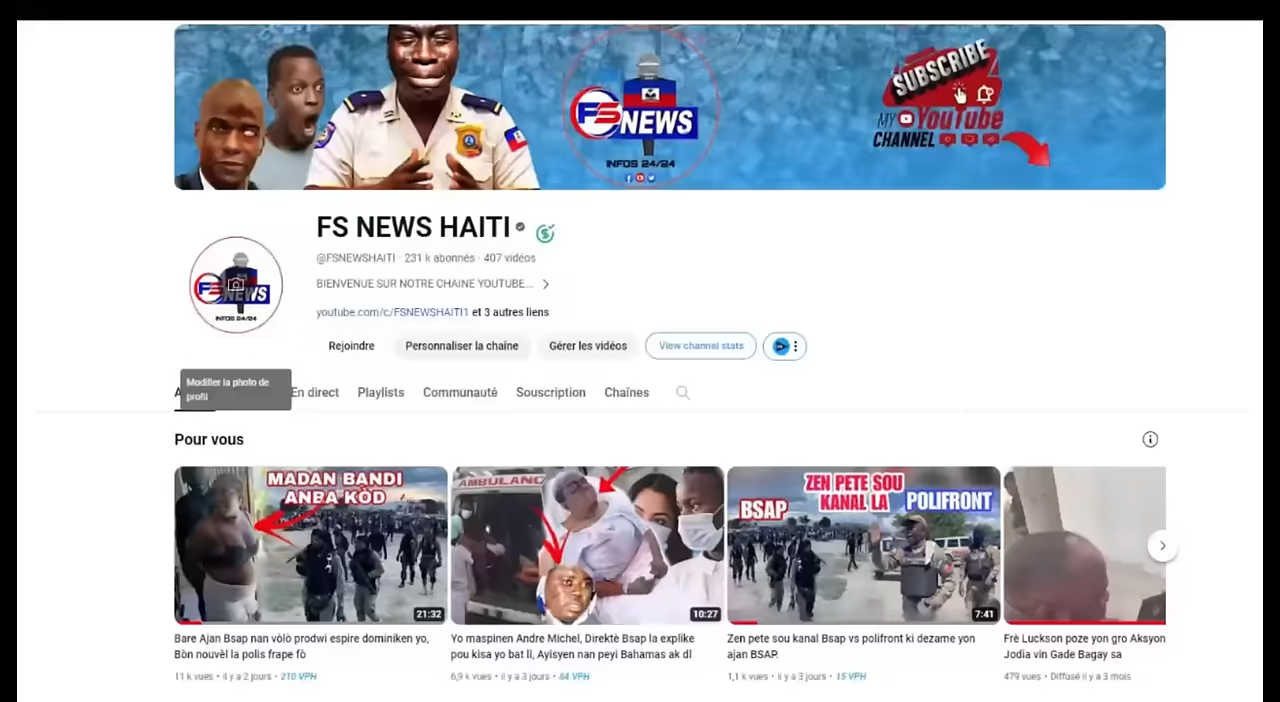 SUBSCRIBE
MY YouTube
CHANNEL
FS NEWS
INFOS 24/24
FS NEWS HAITI
@FSNEWSHAITI · 231 k abonnés · 407 vidéos
BIENVENUE SUR NOTRE CHAINE YOUTUBE...
FS NEWS
INFOS 24/24
youtube.com/c/FSNEWSHAITI1 et 3 autres liens
Rejoindre Personnaliser la chaîne Gérer les vidéos View channel stats
Modifier la photo de
profil
En direct Playlists Communauté Souscription Chaînes
Pour vous
MADAN BANDI
ANBA KÒD
21:32
AMBULANC
10:27
ZEN PETE SOU
KANAL LA
BSAP
POLIFRONT
7:41
Bare Ajan Bsap nan vòlò prodwi espire dominiken yo,
Bòn nouvèl la polis frape fò
11 k vues • il y a 2 jours • 210 VPH
Yo maspinen Andre Michel, Direktè Bsap la explike
pou kisa yo bat li, Ayisyen nan peyi Bahamas ak dl
6,9 k vues • il y a 3 jours • 84 VPH
Zen pete sou kanal Bsap vs polifront ki dezame yon
ajan BSAP.
1,1 k vues • il y a 3 jours • 15 VPH
Frè Luckson poze yon gro Aksyon
Jodia vin Gade Bagay sa
479 vues • Diffusé il y a 3 mois